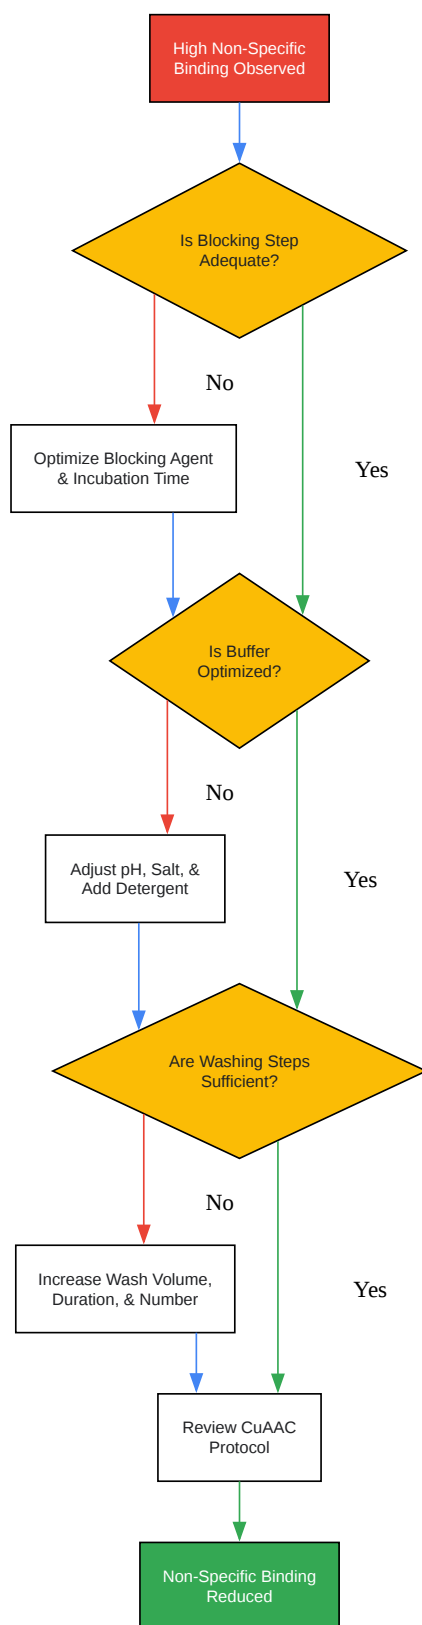 High Non-Specific
Binding Observed
Is Blocking Step
Adequate?
No
Optimize Blocking Agent
& Incubation Time
Yes
Is Buffer
Optimized?
No
Adjust pH, Salt, &
Add Detergent
Yes
Are Washing Steps
Sufficient?
No
Increase Wash Volume,
Duration, & Number
Yes
Review CuAAC
Protocol
Non-Specific Binding
Reduced